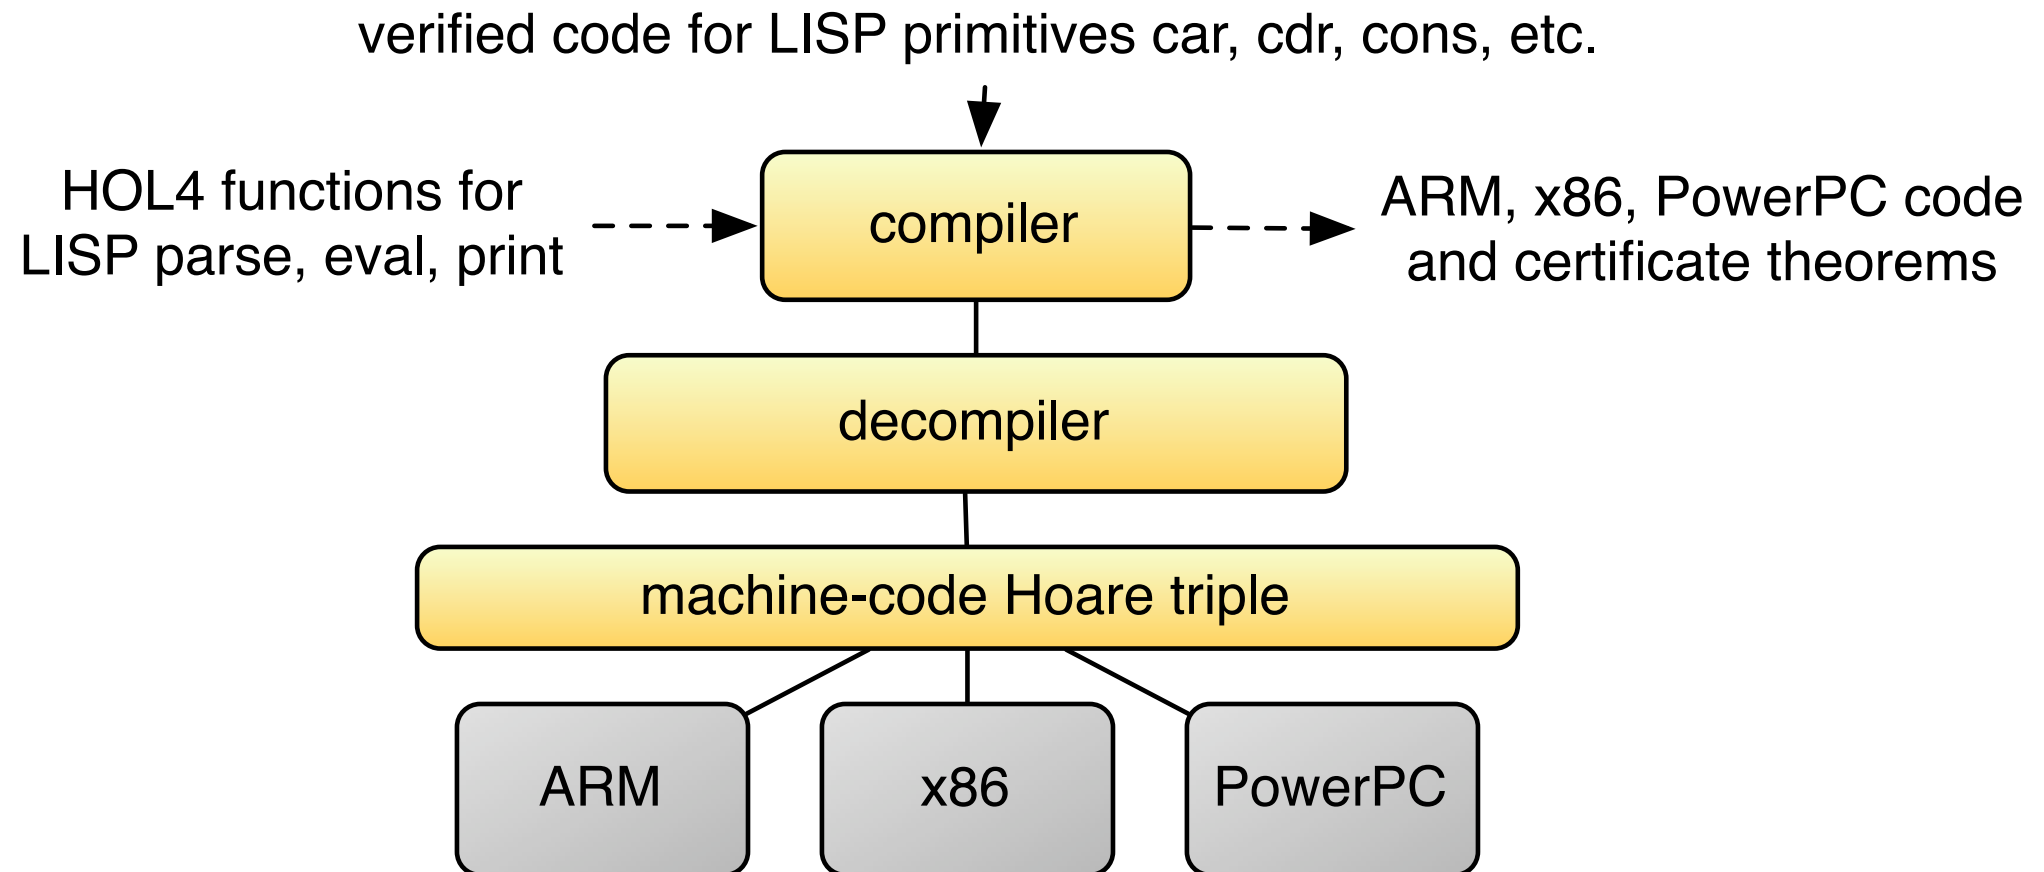 verified code for LISP primitives car, cdr, cons, etc.
HOL4 functions for
LISP parse, eval, print
compiler
ARM, x86, PowerPC code
and certificate theorems
decompiler
machine-code Hoare triple
ARM
x86
PowerPC